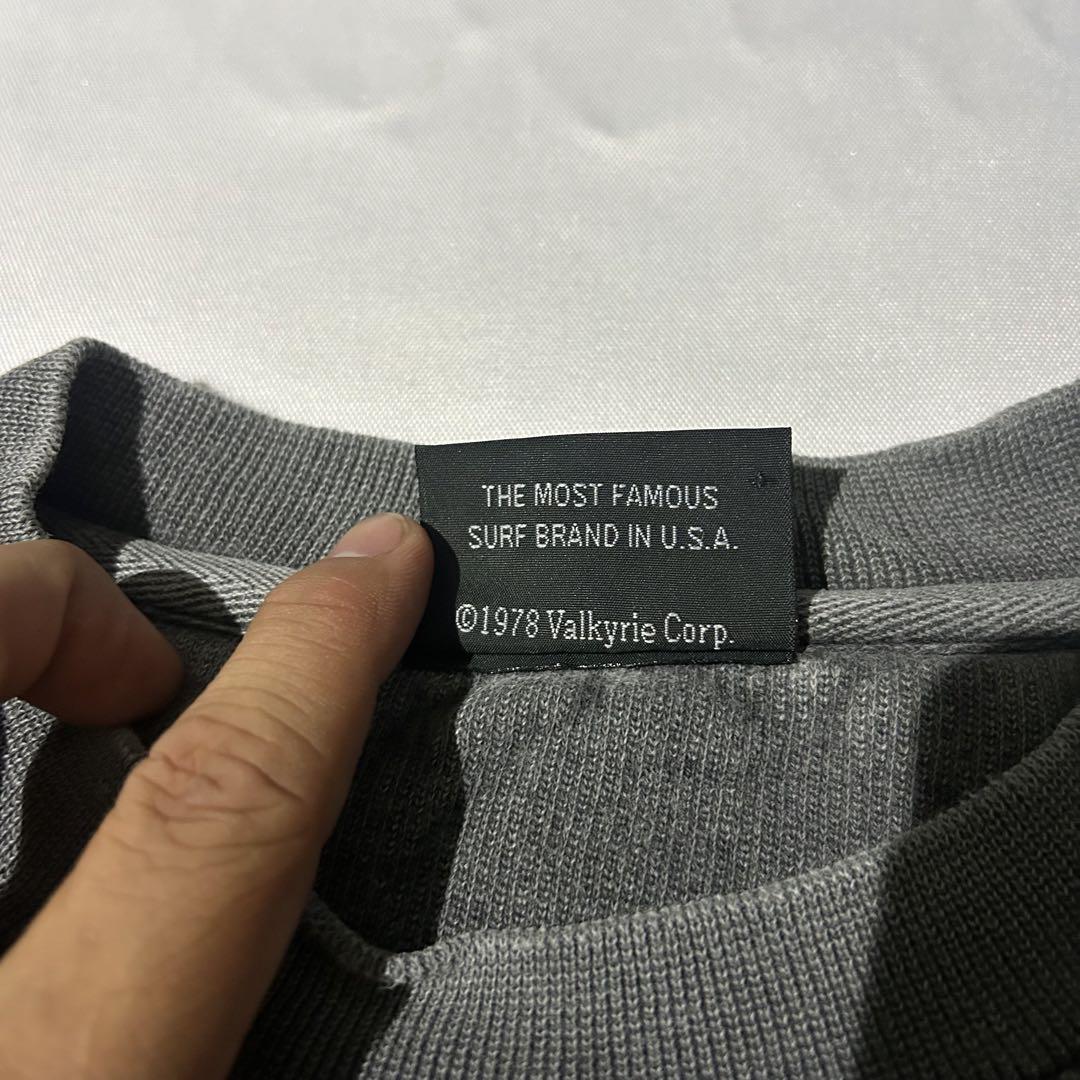 THE MOST FAMOUS
SURF BRAND IN U.S.A.
©1978 Valkyrie Corp.